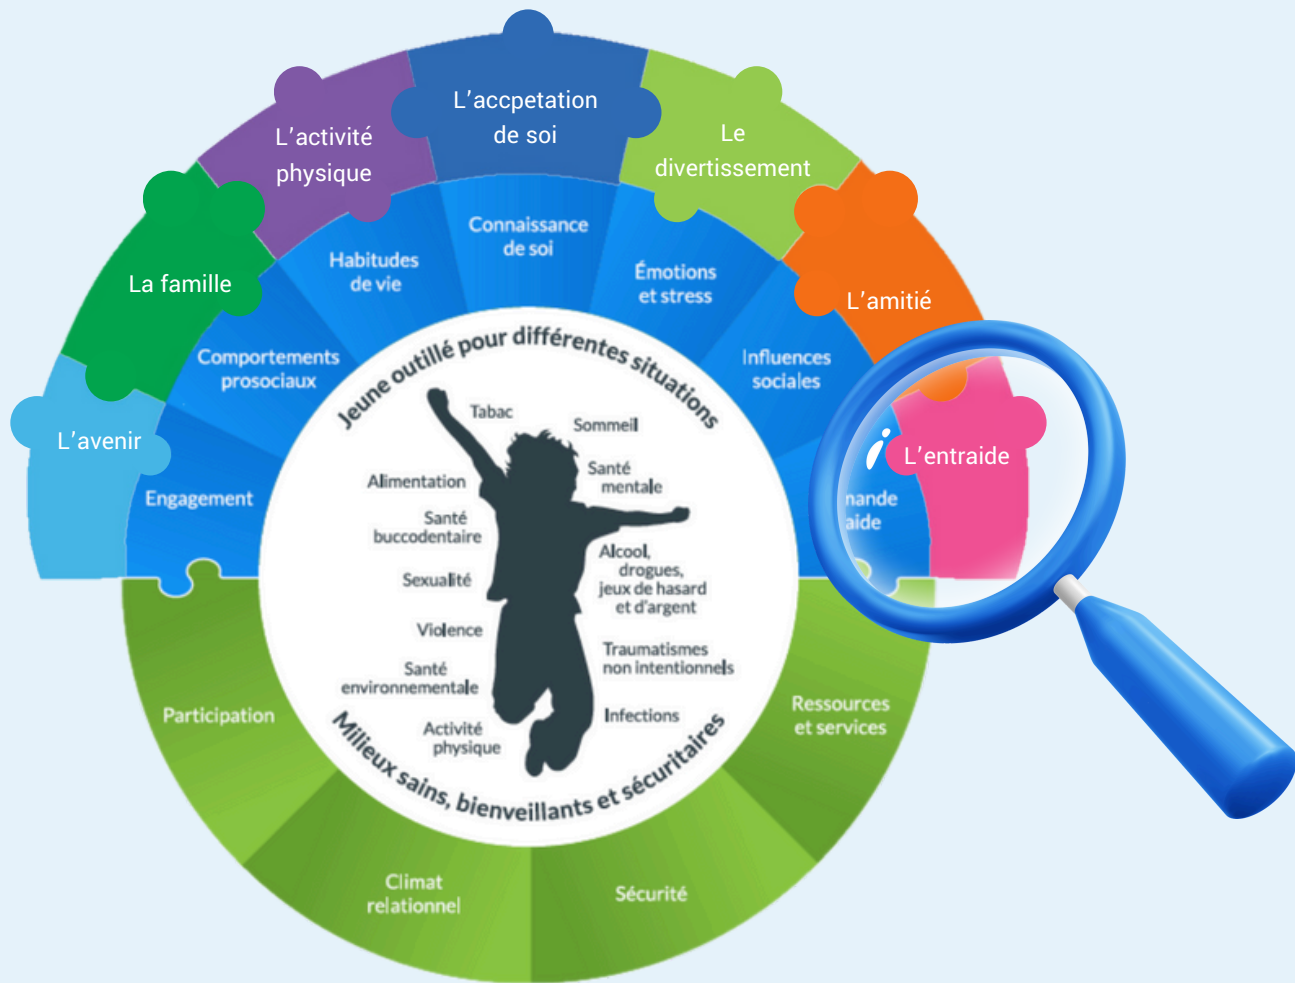 L'accpetation
de soi
L'activité
physique
Le
divertissement
La famille
L'amitié
L'avenir
L'entraide
Connaissance
de soi
Habitudes
de vie
Émotions
et stress
Comportements
prosociaux
Influences
sociales
Engagement
mande
aide
Jeune outillé pour différentes situations
Tabac
Sommeil
Alimentation
Santé
mentale
Santé
buccodentaire
Alcool,
drogues,
jeux de hasard
et d'argent
Sexualité
Violence
Traumatismes
non intentionnels
Santé
environnementale
Infections
Activité
physique
Milieux sains, bienveillants et sécuritaires
Participation
Ressources
et services
Climat
relationnel
Sécurité